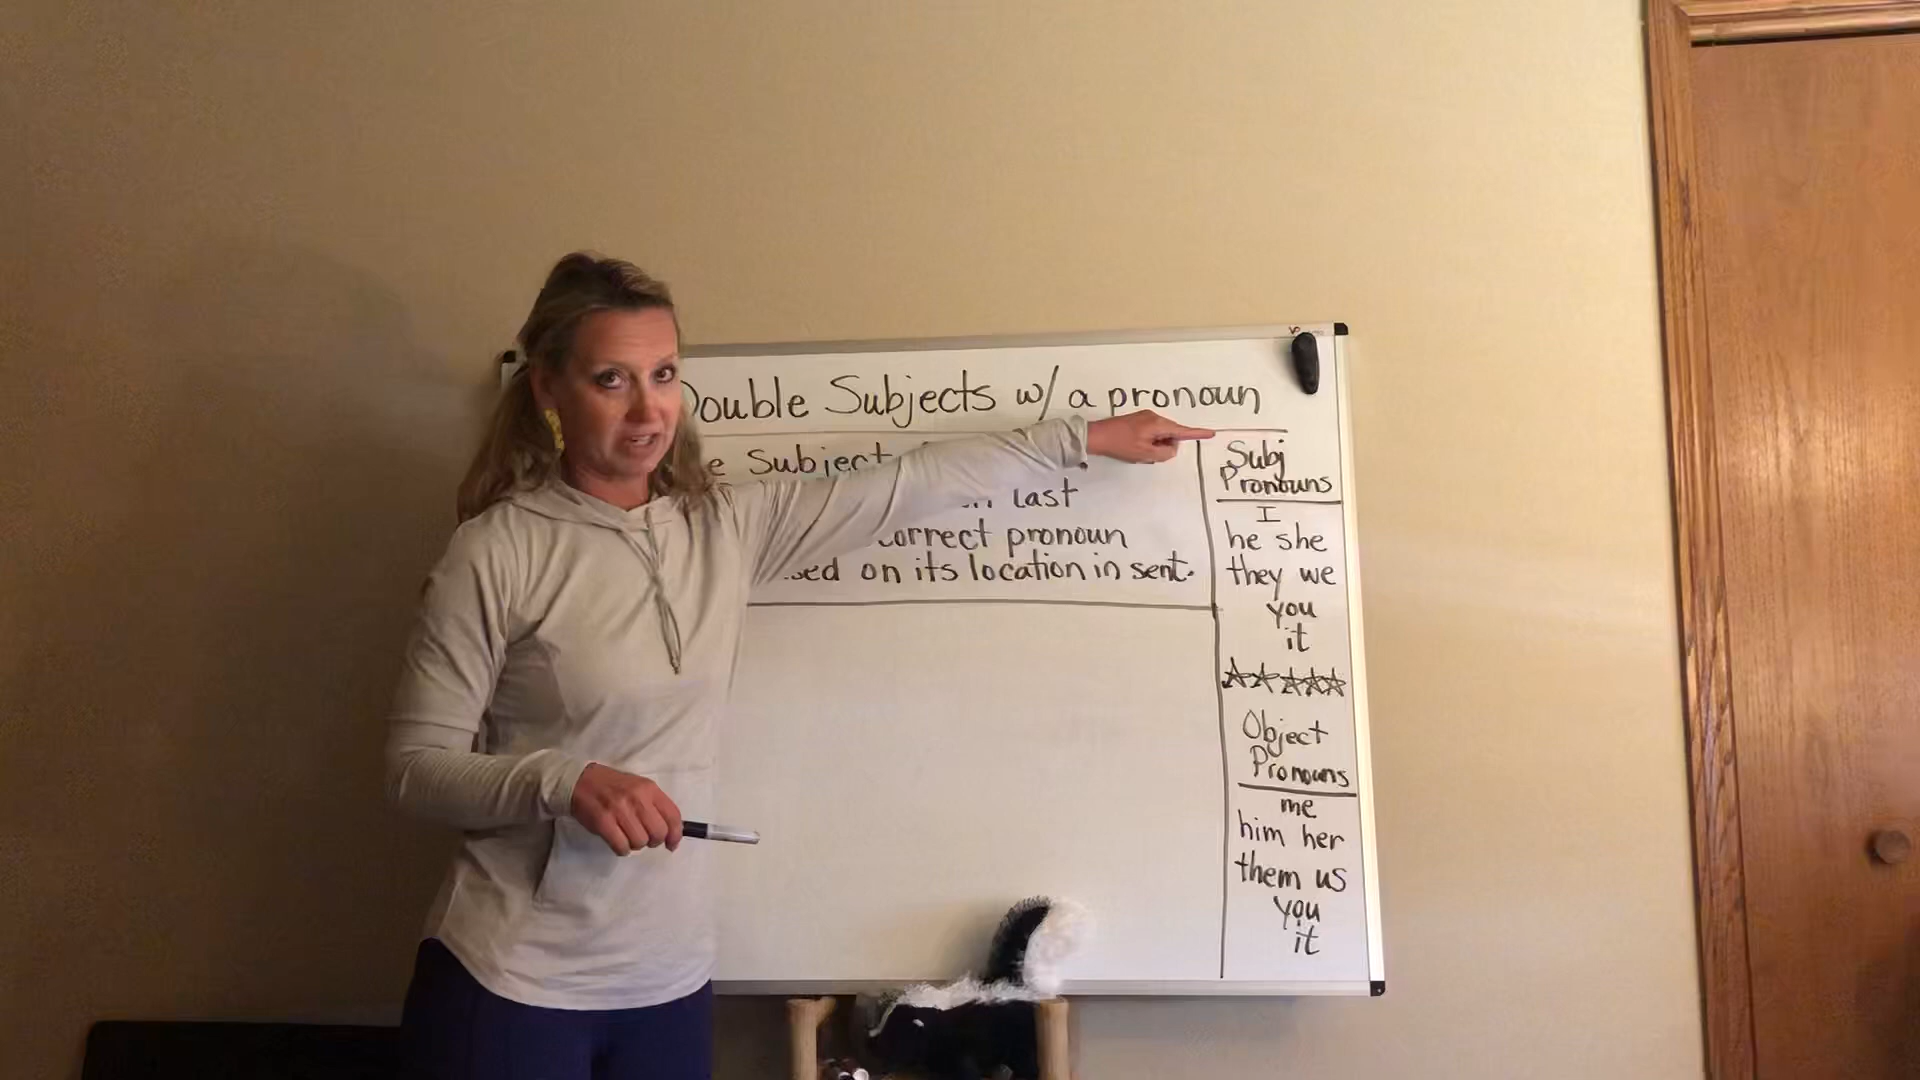 Double Subjects w/ a pronoun
Subject
last
correct pronoun
on its location in sent.
Subj
Pronouns
I
he she
they we
you
it
Object
Pronouns
me
him her
them us
you
it